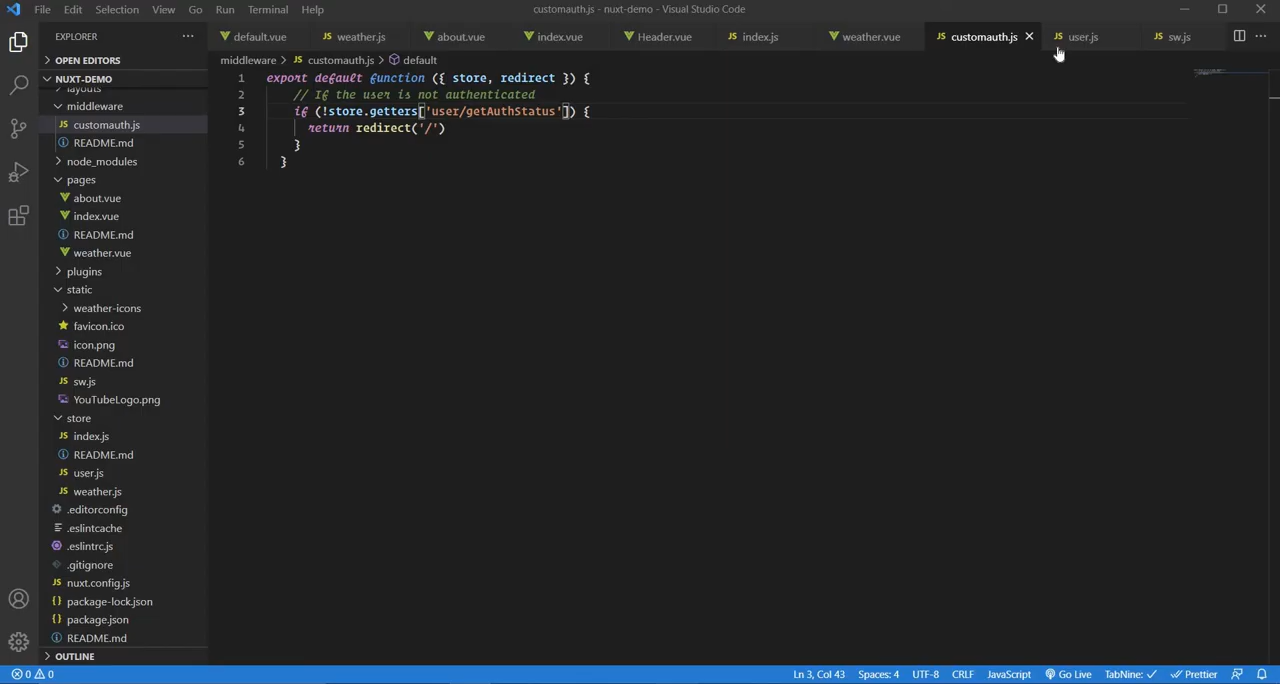 File Edit Selection View Go Run Terminal Help
customauth.js - nuxt-demo - Visual Studio Code
EXPLORER
default.vue
weather.js
about.vue
index.vue
Header.vue
index.js
weather.vue
customauth.js
user.js
sw.js
OPEN EDITORS
NUXT-DEMO
layouts
middleware
customauth.js
README.md
node_modules
pages
about.vue
index.vue
README.md
weather.vue
plugins
static
weather-icons
favicon.ico
icon.png
README.md
sw.js
YouTubeLogo.png
store
index.js
README.md
user.js
weather.js
.editorconfig
.eslintcache
.eslintrc.js
.gitignore
nuxt.config.js
package-lock.json
package.json
README.md
OUTLINE
middleware > JS customauth.js > default
1 export default function ({ store, redirect }) {
2 // If the user is not authenticated
3 if (!store.getters['user/getAuthStatus']) {
4 return redirect('/')
5 }
6 }
0 0
Ln 3, Col 43
Spaces: 4
UTF-8
CRLF
JavaScript
Go Live
TabNine:
Prettier